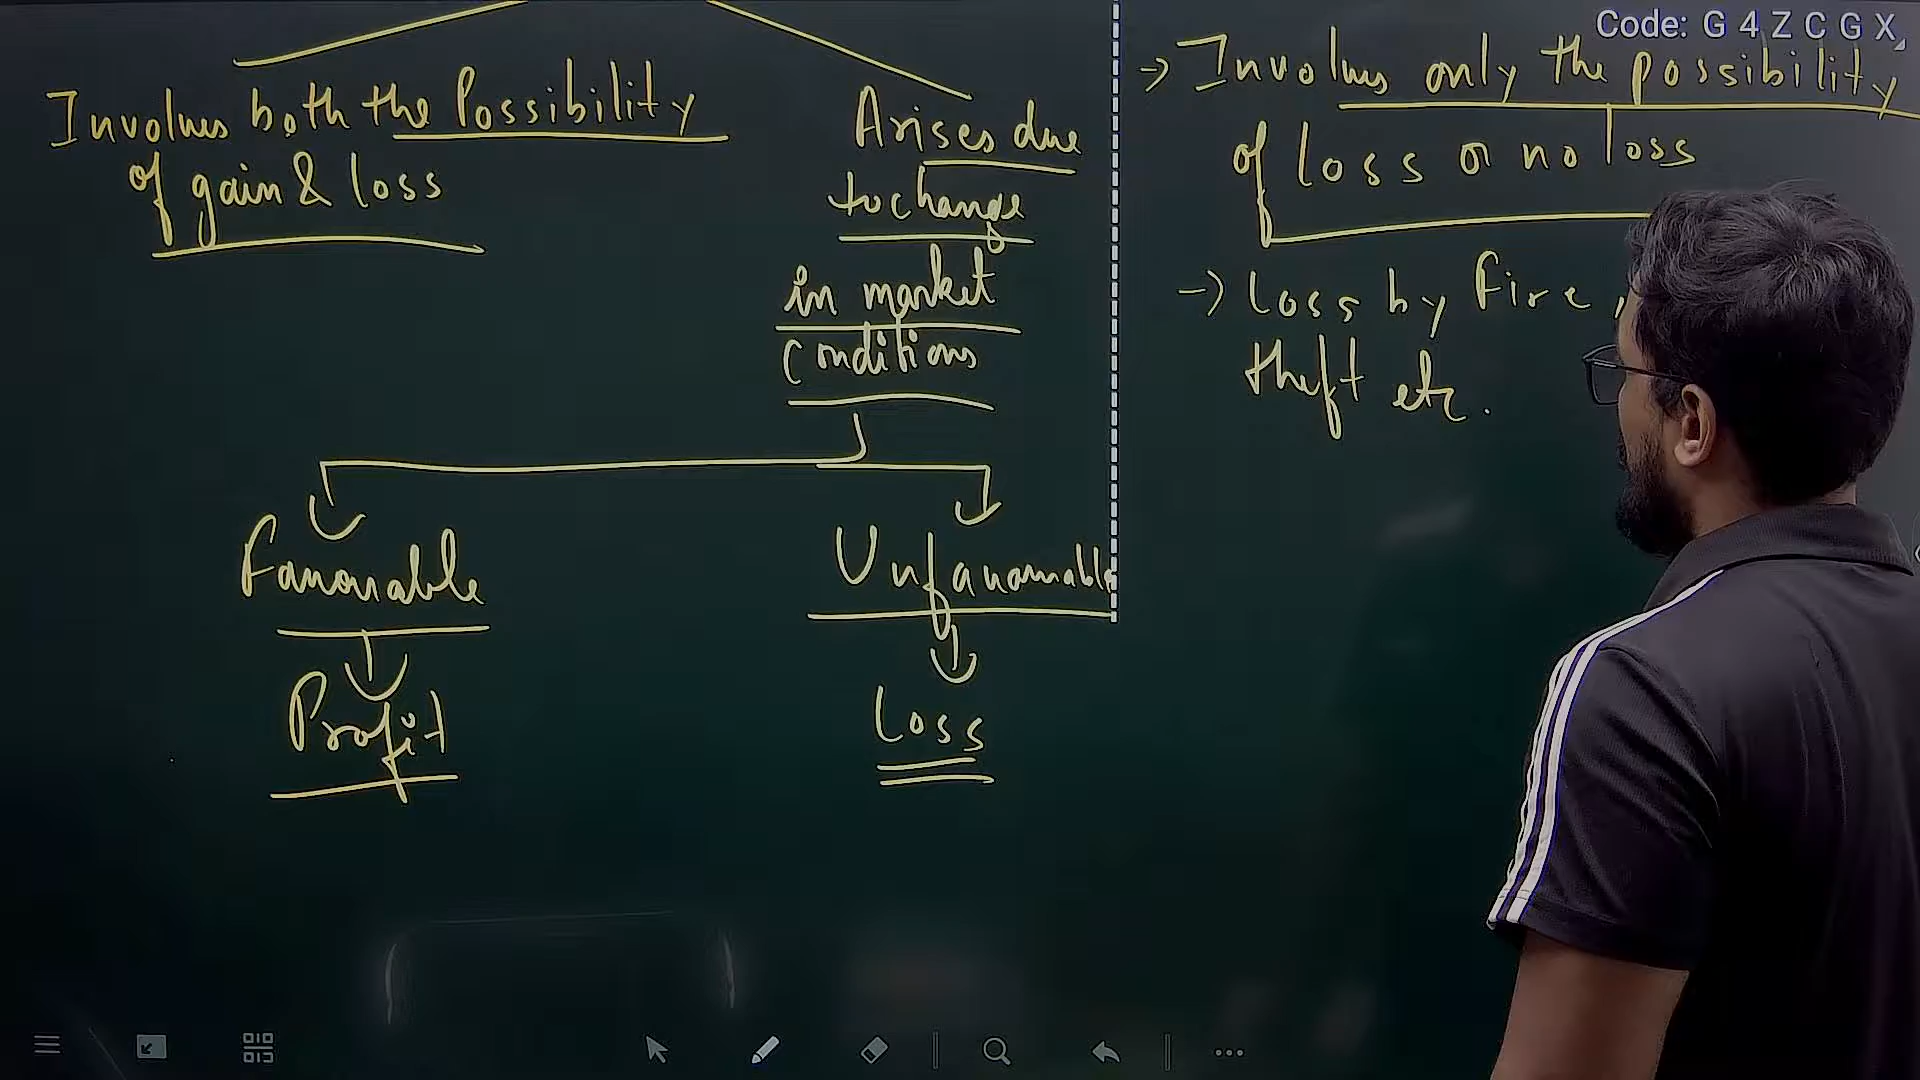 Code: G 4 Z C G X
Involves both the Possibility
of gain & loss
Arises due
to change
in market
conditions
Favourable
Profit
Unfavourable
Loss
-> Involves only the possibility
of loss or no loss
-> Loss by Fire,
theft etc.